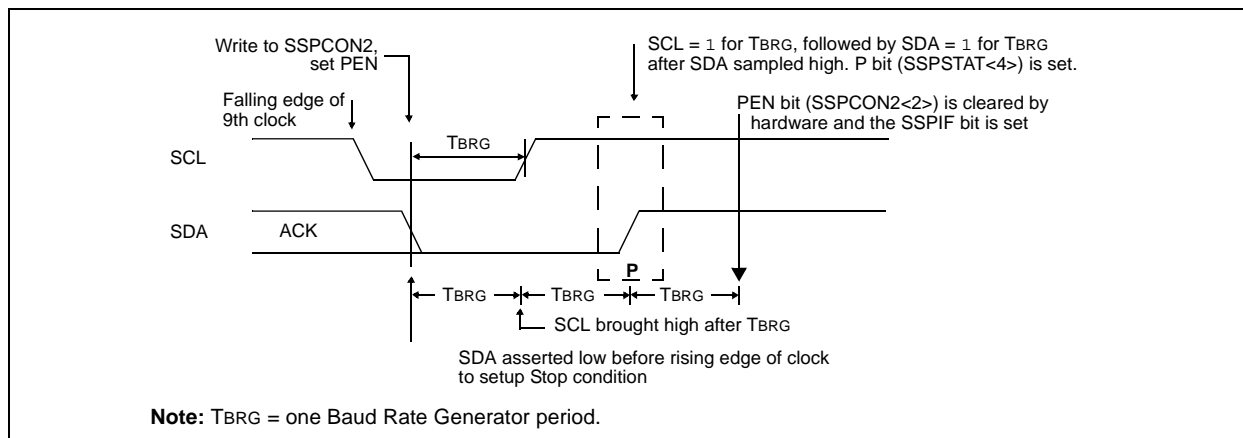 Write to SSPCON2,
set PEN
SCL = 1 for TBRG, followed by SDA = 1 for TBRG
after SDA sampled high. P bit (SSPSTAT<4>) is set.
Falling edge of
9th clock
PEN bit (SSPCON2<2>) is cleared by
hardware and the SSPIF bit is set
TBRG
SCL
SDA
ACK
P
TBRG
TBRG
TBRG
SCL brought high after TBRG
SDA asserted low before rising edge of clock
to setup Stop condition
Note: TBRG = one Baud Rate Generator period.